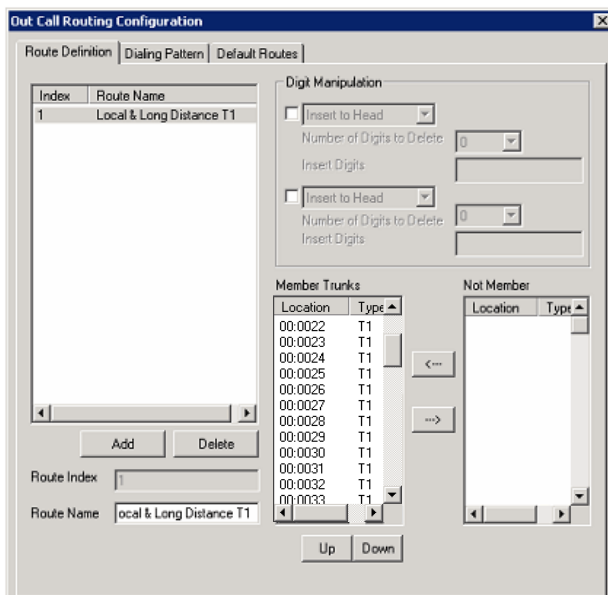 Out Call Routing Configuration
Route Definition
Dialing Pattern
Default Routes
Index Route Name
1 Local & Long Distance T1
Add
Delete
Route Index 1
Route Name ocal & Long Distance T1
Digit Manipulation
Insert to Head
Number of Digits to Delete 0
Insert Digits
Insert to Head
Number of Digits to Delete 0
Insert Digits
Member Trunks
Location Type
00:0022 T1
00:0023 T1
00:0024 T1
00:0025 T1
00:0026 T1
00:0027 T1
00:0028 T1
00:0029 T1
00:0030 T1
00:0031 T1
00:0032 T1
00:0033 T1
Up
Down
<---
--->
Not Member
Location Type